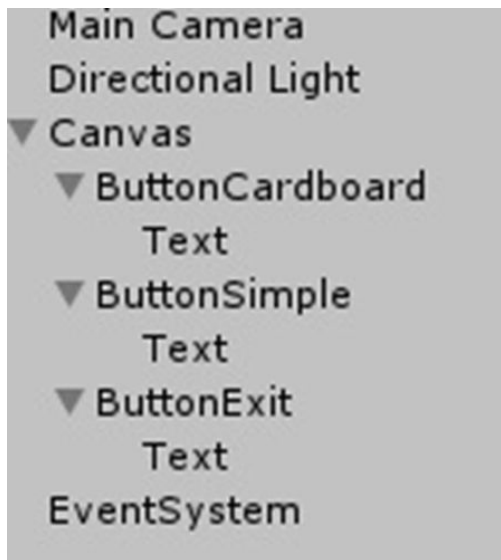 Main Camera
Directional Light
Canvas
ButtonCardboard
Text
ButtonSimple
Text
ButtonExit
Text
EventSystem